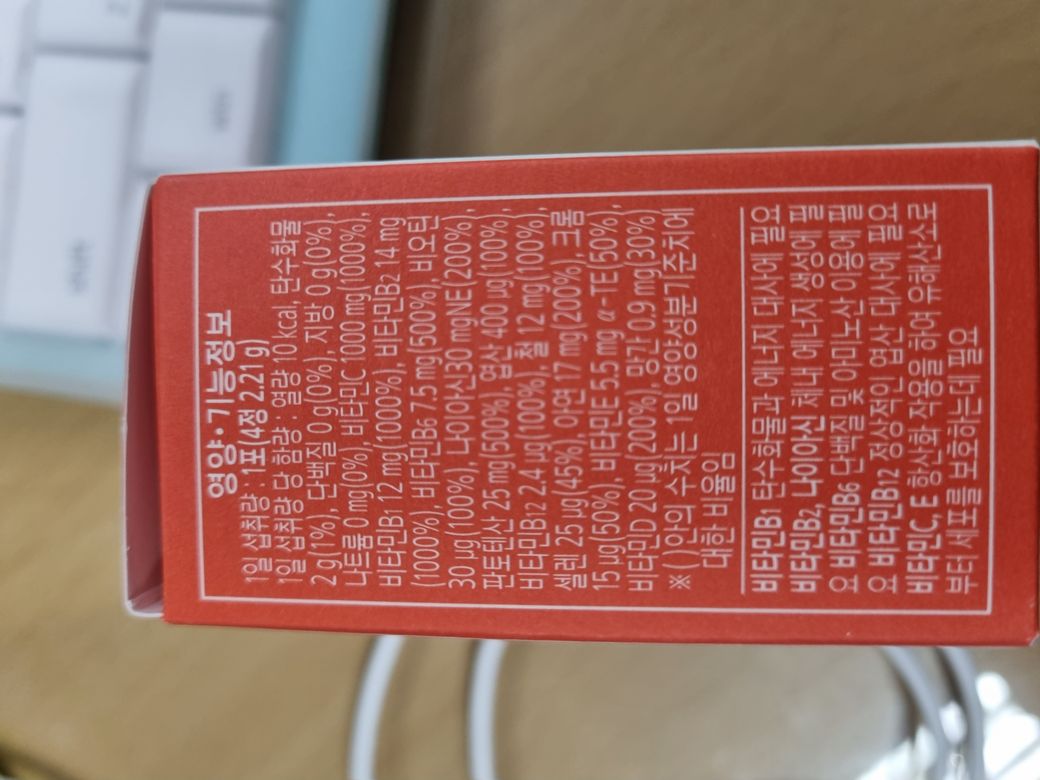 영양•기능정보
1일 섭취량 : 1포(4정 2.21 g)
1일 섭취량 당 함량 : 열량 10 kcal, 탄수화물
2 g(1%), 단백질 0 g(0%), 지방 0 g(0%),
나트륨 0 mg(0%), 비타민C 1000 mg(1000%),
비타민B1 12 mg(1000%), 비타민B2 14 mg
(1000%), 비타민B6 7.5 mg(500%) 비오틴
30 μg(100%), 나이아신30 mgNE(200%),
판토텐산 25 mg(500%), 엽산 400 μg(100%),
비타민B12 2.4 μg(100%), 철 12 mg(100%),
셀렌 25 μg(45%), 아연 17 mg(200%), 크롬
15 μg(50%), 비타민E 5.5 mg α-TE(50%),
비타민D 20 μg(200%), 망간 0.9 mg(30%)
※( )안의 수치는 1일 영양성분기준치에
대한 비율임
비타민B1 탄수화물과 에너지 대사에 필요
비타민B2, 나이아신 체내 에너지 생성에 필
요 비타민B6 단백질 및 아미노산 이용에 필
요 비타민B12 정상적인 엽산 대사에 필요
비타민C, E 항산화 작용을 하여 유해산소로
부터 세포를 보호하는데 필요